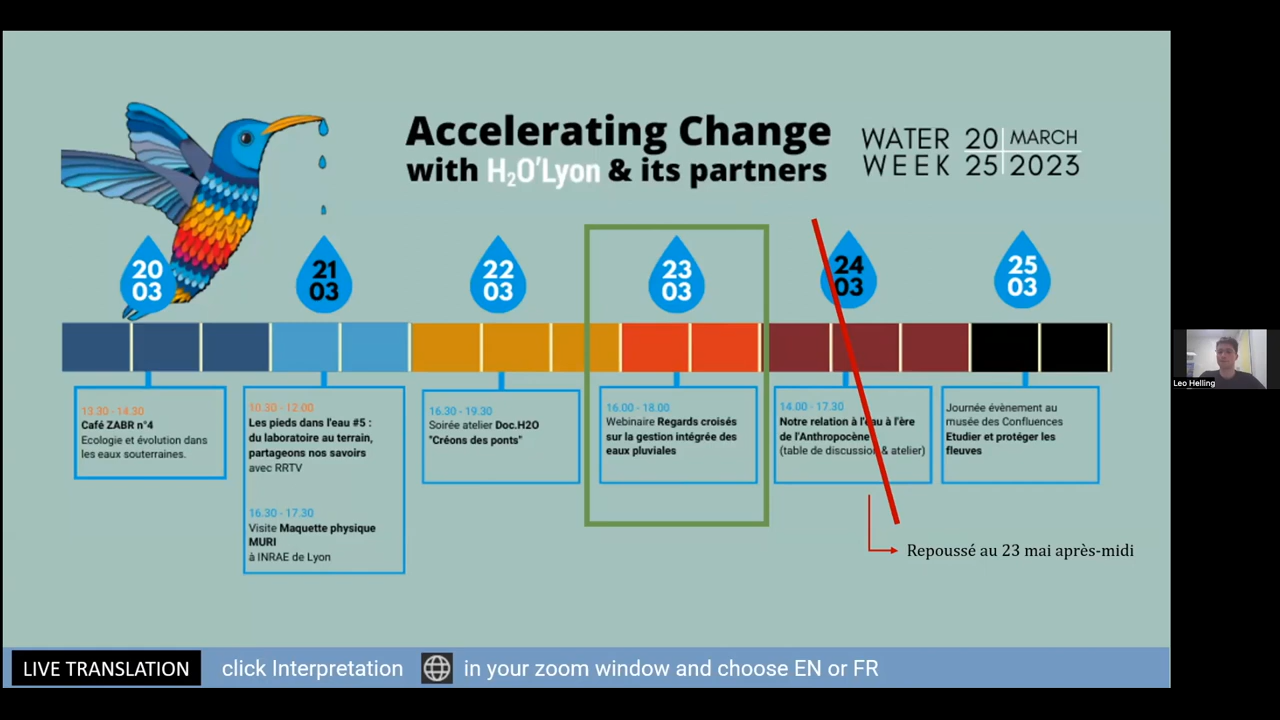 Accelerating Change
with H₂O'Lyon & its partners
WATER WEEK
20 MARCH
25 2023
20
03
21
03
22
03
23
03
24
03
25
03
13.30 - 14.30
Café ZABR n°4
Ecologie et évolution dans
les eaux souterraines.
10.30 - 12.00
Les pieds dans l'eau #5 :
du laboratoire au terrain,
partageons nos savoirs
avec RRTV
16.30 - 17.30
Visite Maquette physique
MURI
à INRAE de Lyon
16.30 - 19.30
Soirée atelier Doc.H2O
"Créons des ponts"
16.00 - 18.00
Webinaire Regards croisés
sur la gestion intégrée des
eaux pluviales
14.00 - 17.30
Notre relation à l'eau à l'ère
de l'Anthropocène
(table de discussion & atelier)
Journée évènement au
musée des Confluences
Etudier et protéger les
fleuves
Repoussé au 23 mai après-midi
Leo Helling
LIVE TRANSLATION click Interpretation in your zoom window and choose EN or FR